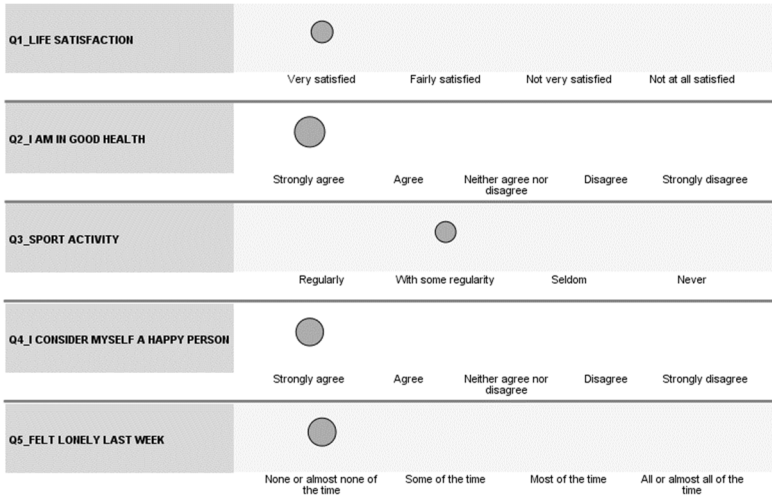 Q1_LIFE SATISFACTION
Very satisfied Fairly satisfied Not very satisfied Not at all satisfied
Q2_I AM IN GOOD HEALTH
Strongly agree Agree Neither agree nor disagree Disagree Strongly disagree
Q3_SPORT ACTIVITY
Regularly With some regularity Seldom Never
Q4_I CONSIDER MYSELF A HAPPY PERSON
Strongly agree Agree Neither agree nor disagree Disagree Strongly disagree
Q5_FELT LONELY LAST WEEK
None or almost none of the time Some of the time Most of the time All or almost all of the time